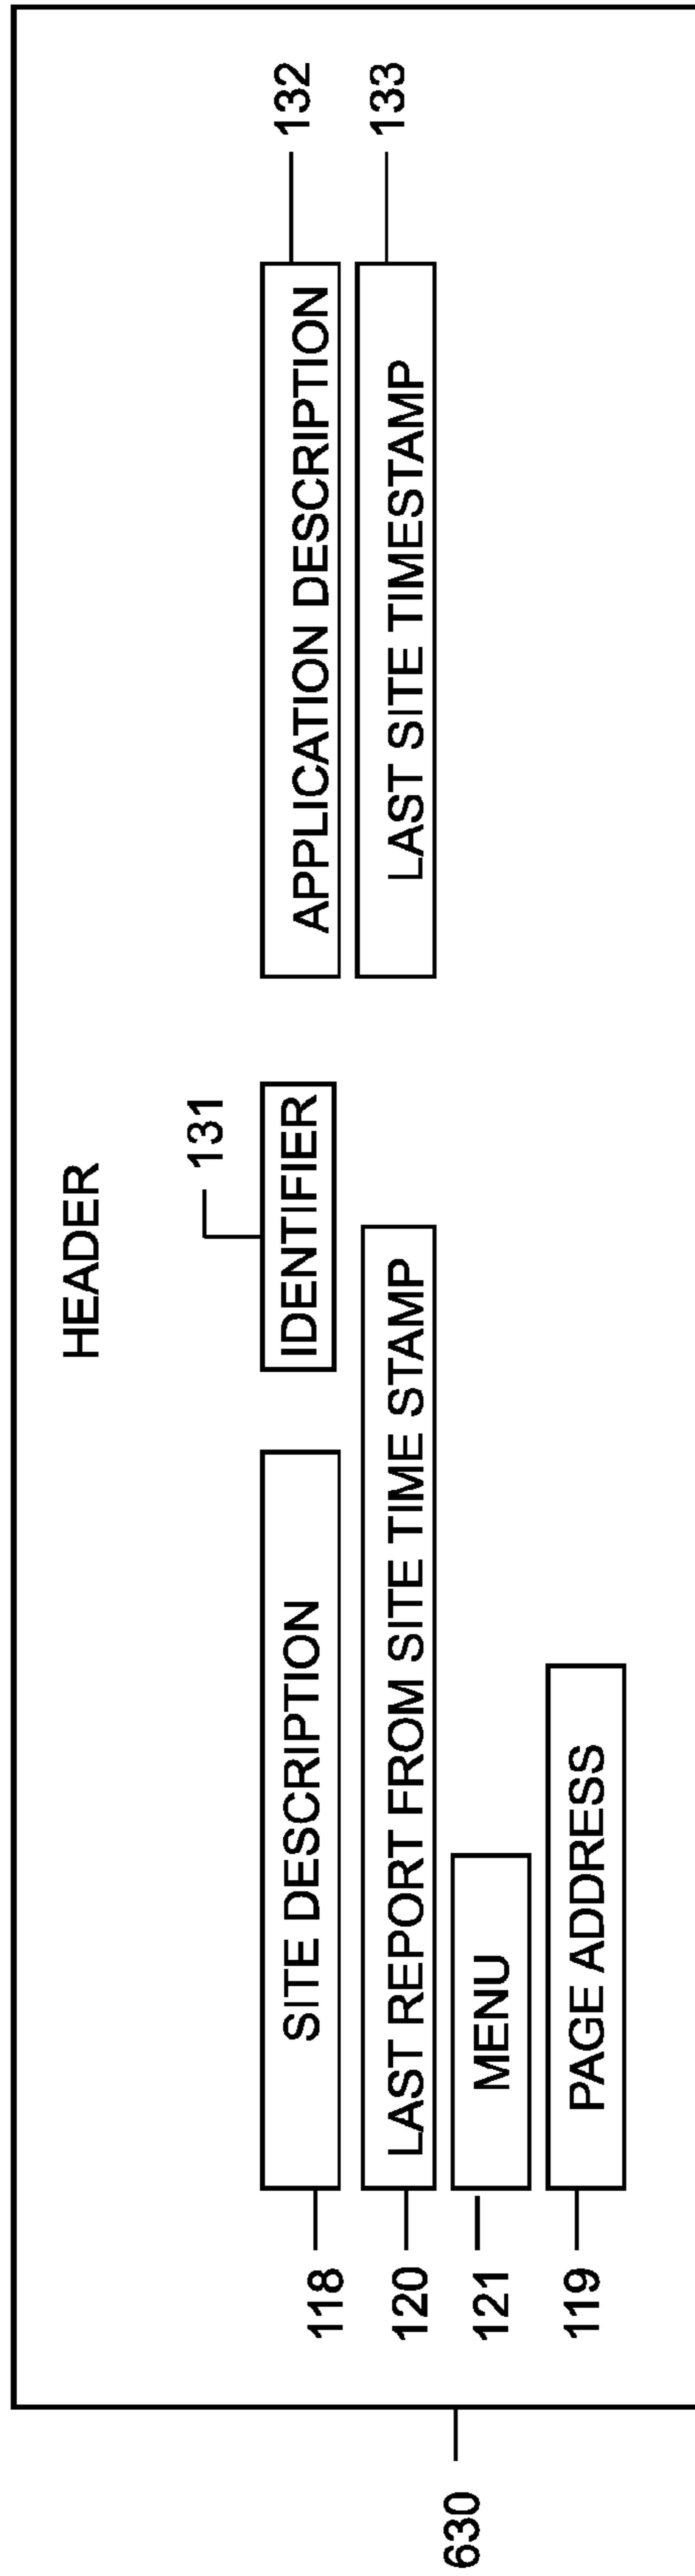 HEADER
131
118 SITE DESCRIPTION IDENTIFIER APPLICATION DESCRIPTION 132
120 LAST REPORT FROM SITE TIME STAMP LAST SITE TIMESTAMP 133
630
121 MENU
119 PAGE ADDRESS